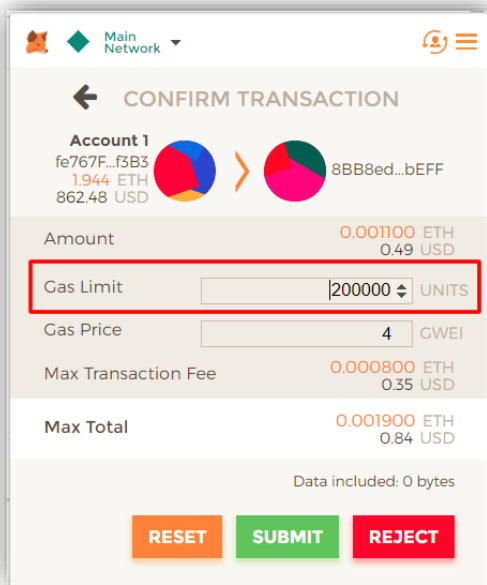 Main
Network
CONFIRM TRANSACTION
Account 1
fe767F...f3B3
1.944 ETH
862.48 USD
8BB8ed...bEFF
Amount
0.001100 ETH
0.49 USD
Gas Limit
200000 UNITS
Gas Price
4 GWEI
Max Transaction Fee
0.000800 ETH
0.35 USD
Max Total
0.001900 ETH
0.84 USD
Data included: 0 bytes
RESET SUBMIT REJECT